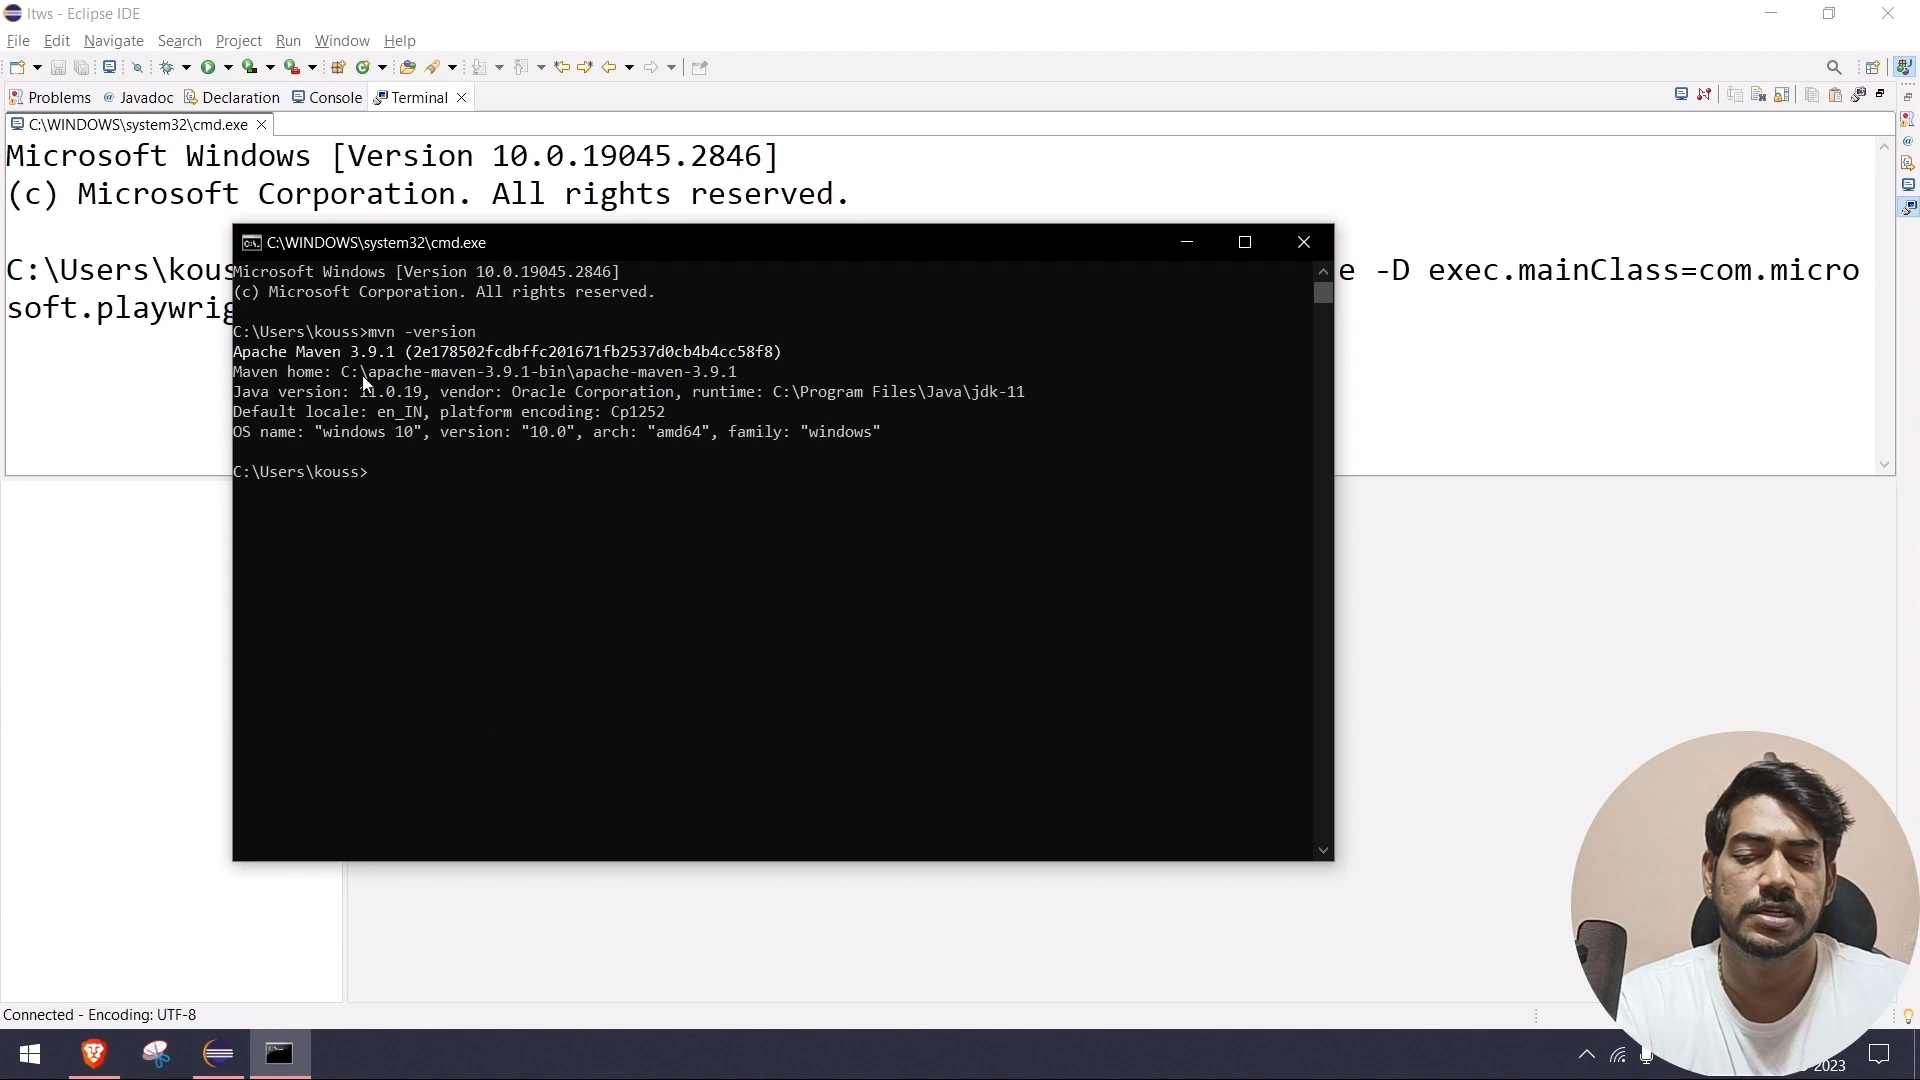 ltws - Eclipse IDE
File Edit Navigate Search Project Run Window Help
Problems Javadoc Declaration Console Terminal
C:\WINDOWS\system32\cmd.exe
Microsoft Windows [Version 10.0.19045.2846]
(c) Microsoft Corporation. All rights reserved.
C:\Users\kous e -D exec.mainClass=com.micro
soft.playwrig
C:\WINDOWS\system32\cmd.exe
Microsoft Windows [Version 10.0.19045.2846]
(c) Microsoft Corporation. All rights reserved.
C:\Users\kouss>mvn -version
Apache Maven 3.9.1 (2e178502fcdbffc201671fb2537d0cb4b4cc58f8)
Maven home: C:\apache-maven-3.9.1-bin\apache-maven-3.9.1
Java version: 11.0.19, vendor: Oracle Corporation, runtime: C:\Program Files\Java\jdk-11
Default locale: en_IN, platform encoding: Cp1252
OS name: "windows 10", version: "10.0", arch: "amd64", family: "windows"
C:\Users\kouss>
Connected - Encoding: UTF-8
2023